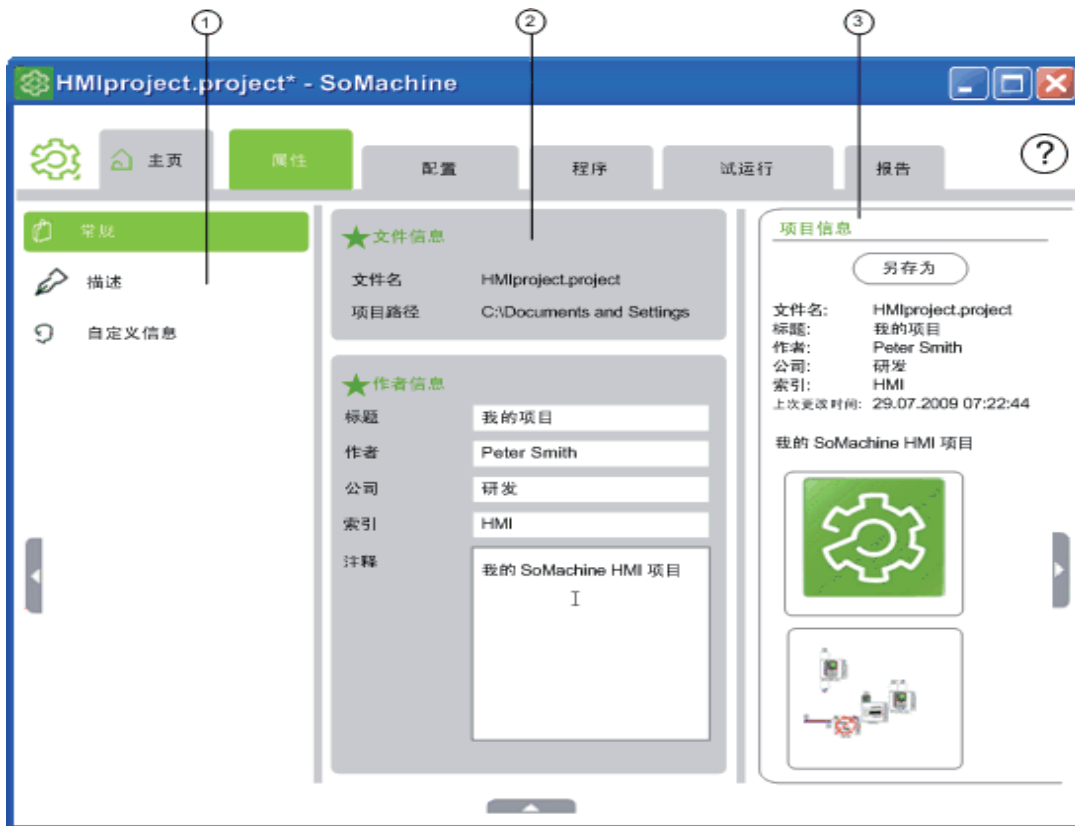 1 2 3
HMIproject.project* - SoMachine
主页 属性 配置 程序 试运行 报告 ?
常规
描述
自定义信息
★文件信息
文件名 HMIproject.project
项目路径 C:\Documents and Settings
★作者信息
标题 我的项目
作者 Peter Smith
公司 研发
索引 HMI
注释 我的 SoMachine HMI 项目
项目信息
另存为
文件名: HMIproject.project
标题: 我的项目
作者: Peter Smith
公司: 研发
索引: HMI
上次更改时间: 29.07.2009 07:22:44
我的 SoMachine HMI 项目